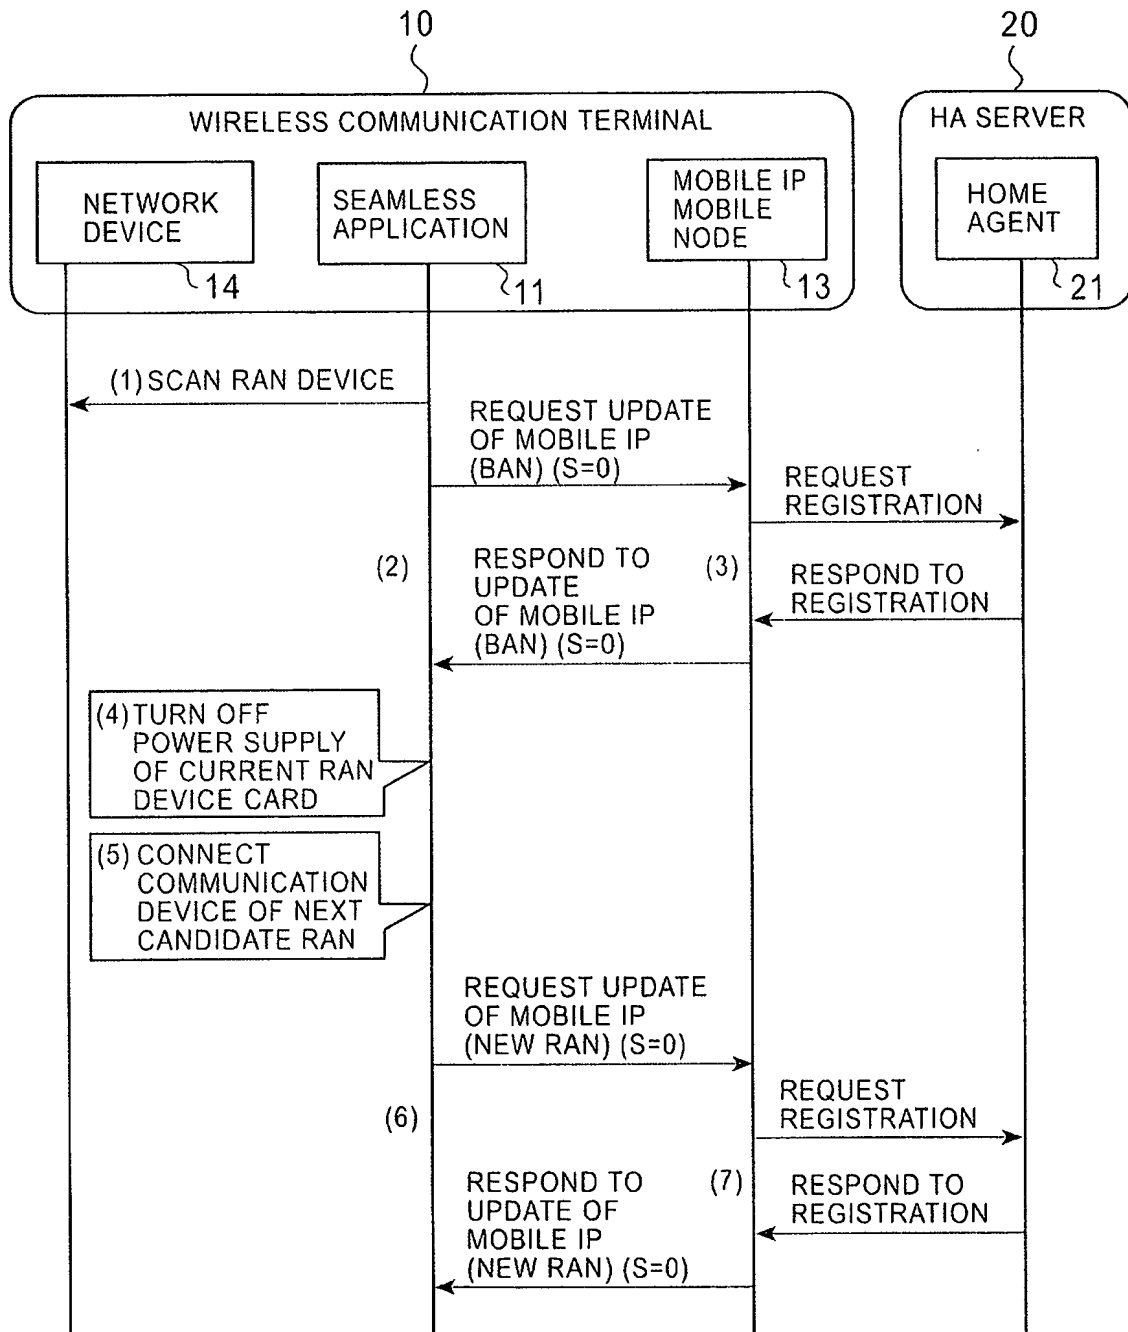 10
20
WIRELESS COMMUNICATION TERMINAL
HA SERVER
NETWORK
DEVICE
14
SEAMLESS
APPLICATION
11
MOBILE IP
MOBILE
NODE
13
HOME
AGENT
21
(1) SCAN RAN DEVICE
REQUEST UPDATE
OF MOBILE IP
(BAN) (S=0)
REQUEST
REGISTRATION
(2)
RESPOND TO
UPDATE
OF MOBILE IP
(BAN) (S=0)
(3)
RESPOND TO
REGISTRATION
(4) TURN OFF
POWER SUPPLY
OF CURRENT RAN
DEVICE CARD
(5) CONNECT
COMMUNICATION
DEVICE OF NEXT
CANDIDATE RAN
REQUEST UPDATE
OF MOBILE IP
(NEW RAN) (S=0)
REQUEST
REGISTRATION
(6)
RESPOND TO
UPDATE OF
MOBILE IP
(NEW RAN) (S=0)
(7)
RESPOND TO
REGISTRATION